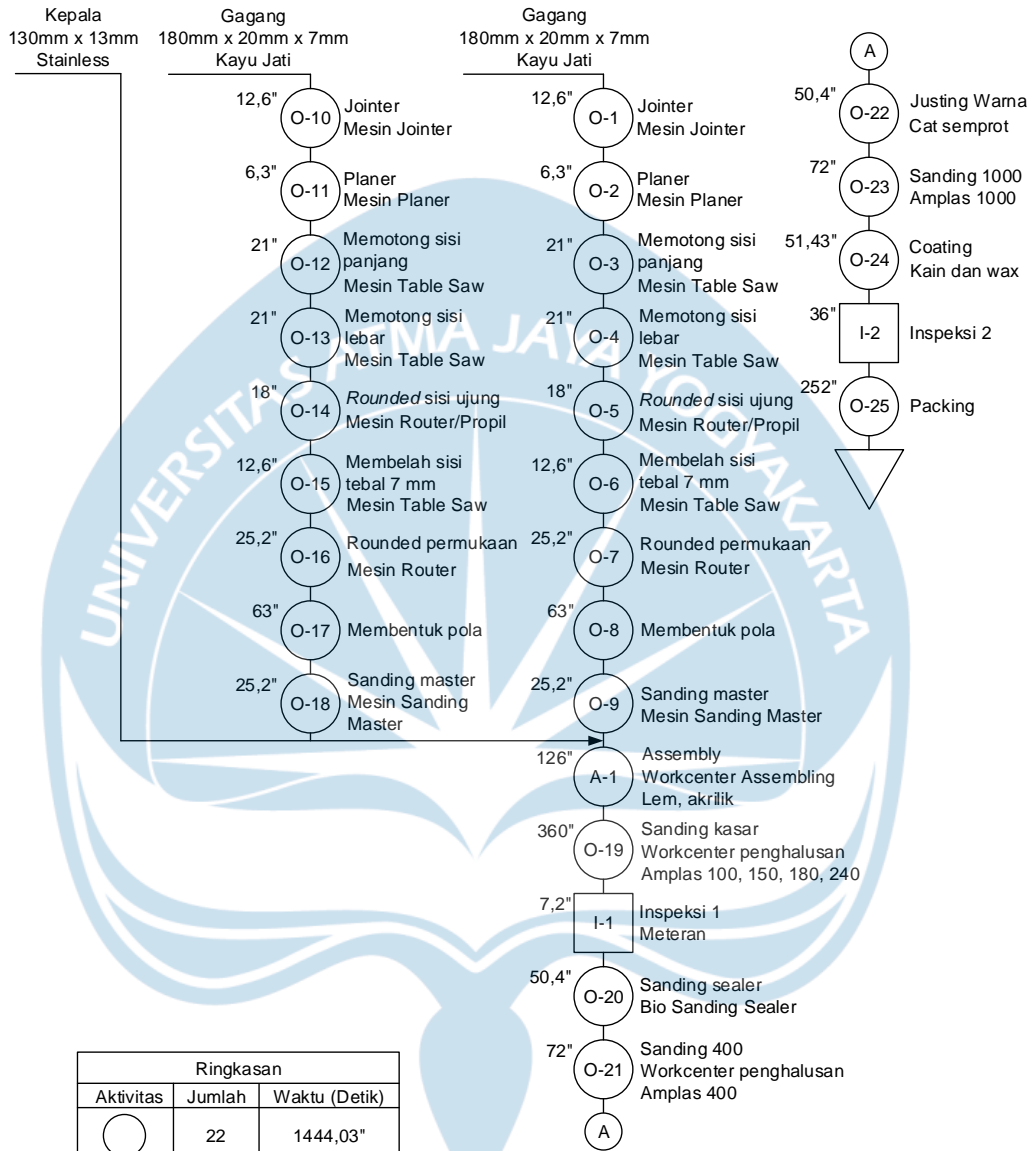 Kepala
130mm x 13mm
Stainless
Gagang
180mm x 20mm x 7mm
Kayu Jati
12,6"
O-10
Jointer
Mesin Jointer
6,3"
O-11
Planer
Mesin Planer
21"
O-12
Memotong sisi
panjang
Mesin Table Saw
21"
O-13
Memotong sisi
lebar
Mesin Table Saw
18"
O-14
Rounded sisi ujung
Mesin Router/Propil
12,6"
O-15
Membelah sisi
tebal 7 mm
Mesin Table Saw
25,2"
O-16
Rounded permukaan
Mesin Router
63"
O-17
Membentuk pola
25,2"
O-18
Sanding master
Mesin Sanding
Master
Gagang
180mm x 20mm x 7mm
Kayu Jati
12,6"
O-1
Jointer
Mesin Jointer
6,3"
O-2
Planer
Mesin Planer
21"
O-3
Memotong sisi
panjang
Mesin Table Saw
21"
O-4
Memotong sisi
lebar
Mesin Table Saw
18"
O-5
Rounded sisi ujung
Mesin Router/Propil
12,6"
O-6
Membelah sisi
tebal 7 mm
Mesin Table Saw
25,2"
O-7
Rounded permukaan
Mesin Router
63"
O-8
Membentuk pola
25,2"
O-9
Sanding master
Mesin Sanding Master
126"
A-1
Assembly
Workcenter Assembling
Lem, akrilik
360"
O-19
Sanding kasar
Workcenter penghalusan
Amplas 100, 150, 180, 240
7,2"
I-1
Inspeksi 1
Meteran
50,4"
O-20
Sanding sealer
Bio Sanding Sealer
72"
O-21
Sanding 400
Workcenter penghalusan
Amplas 400
A
A
50,4"
O-22
Justing Warna
Cat semprot
72"
O-23
Sanding 1000
Amplas 1000
51,43"
O-24
Coating
Kain dan wax
36"
I-2
Inspeksi 2
252"
O-25
Packing
Ringkasan
Aktivitas Jumlah Waktu (Detik)
22 1444,03"
UNIVERSITAS ATMA JAYA YOGYAKARTA